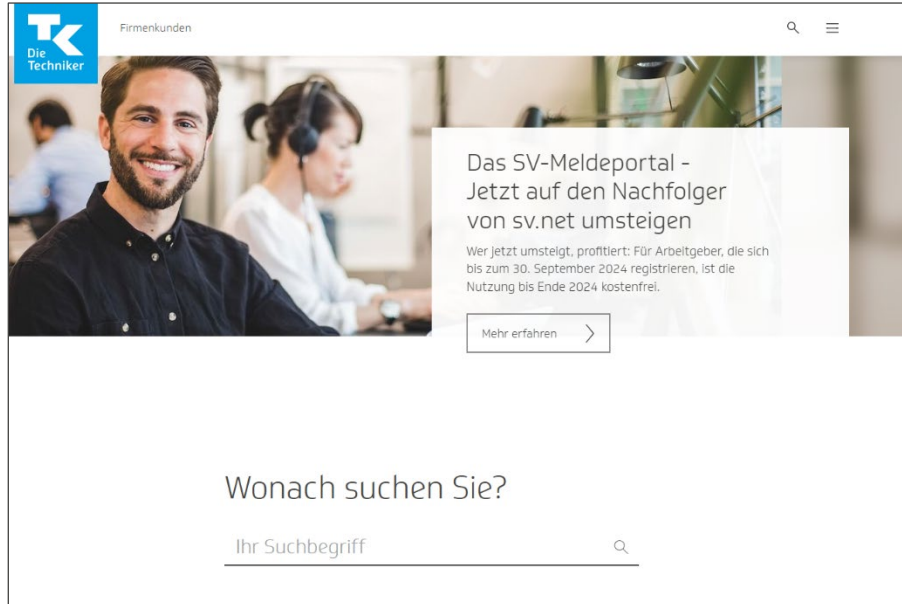 TK
Die
Techniker
Firmenkunden
Das SV-Meldeportal -
Jetzt auf den Nachfolger
von sv.net umsteigen
Wer jetzt umsteigt, profitiert: Für Arbeitgeber, die sich
bis zum 30. September 2024 registrieren, ist die
Nutzung bis Ende 2024 kostenfrei.
Mehr erfahren
Wonach suchen Sie?
Ihr Suchbegriff